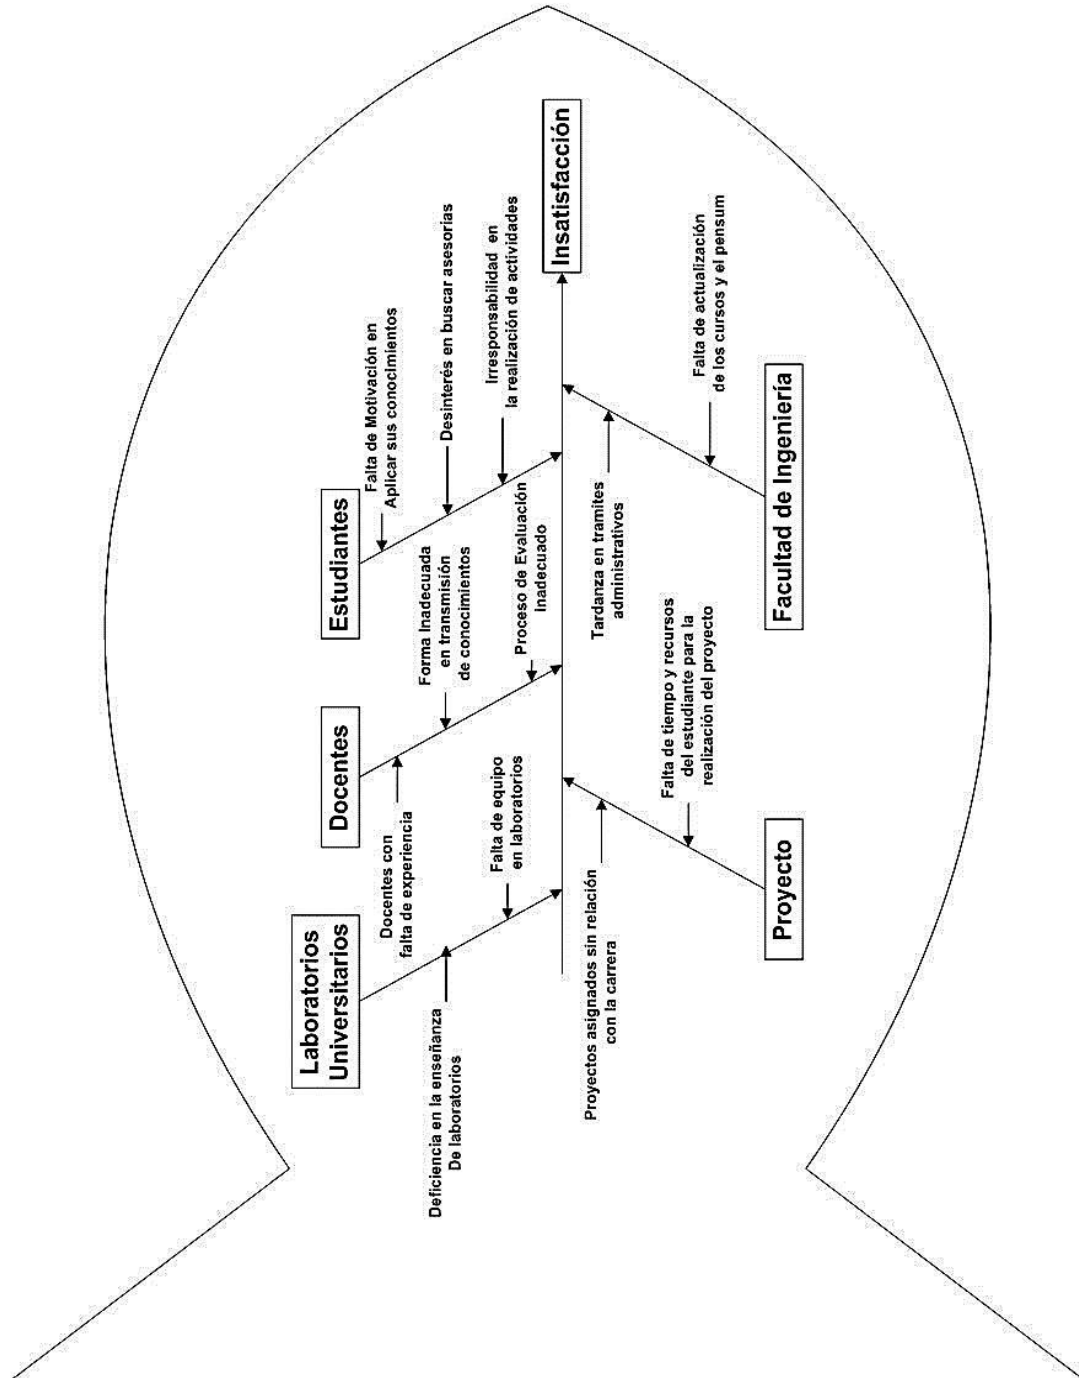 Laboratorios
Universitarios
Docentes
Estudiantes
Deficiencia en la enseñanza
De laboratorios
Falta de equipo
en laboratorios
Docentes con
falta de experiencia
Forma Inadecuada
en transmisión
de conocimientos
Proceso de Evaluación
Inadecuado
Falta de Motivación en
Aplicar sus conocimientos
Desinterés en buscar asesorías
Irresponsabilidad en
la realización de actividades
Insatisfacción
Proyectos asignados sin relación
con la carrera
Falta de tiempo y recursos
del estudiante para la
realización del proyecto
Tardanza en tramites
administrativos
Falta de actualización
de los cursos y el pensum
Proyecto
Facultad de Ingeniería